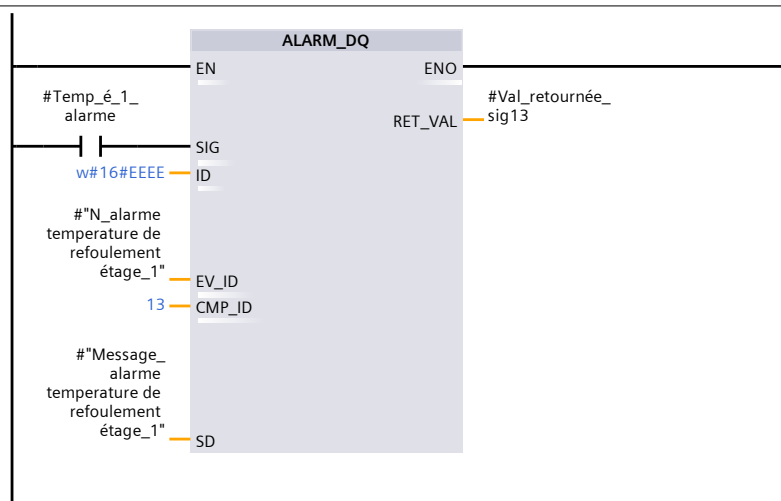 ALARM_DQ
EN
ENO
#Temp_é_1_
alarme
#Val_retournée_
sig13
RET_VAL
SIG
w#16#EEEE
ID
#"N_alarme
temperature de
refoulement
étage_1"
EV_ID
13
CMP_ID
#"Message_
alarme
temperature de
refoulement
étage_1"
SD